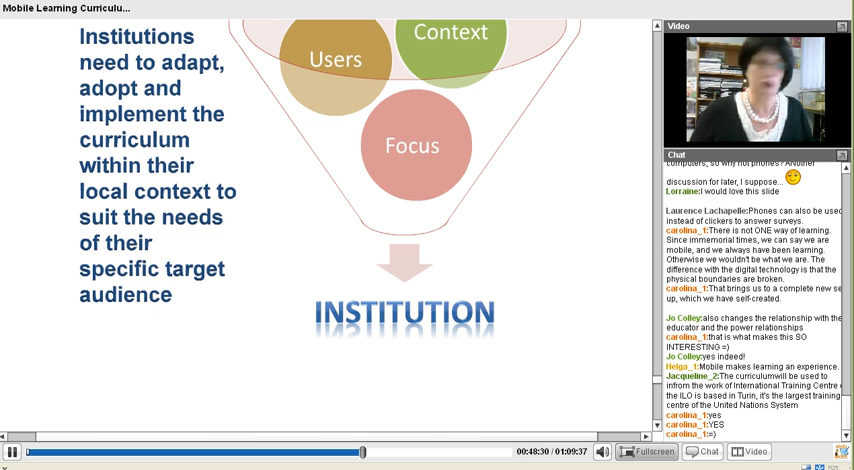 Mobile Learning Curriculu...
Institutions
need to adapt,
adopt and
implement the
curriculum
within their
local context to
suit the needs
of their
specific target
audience
Users
Context
Focus
INSTITUTION
Video
Chat
computers, so why not phones? Another
discussion for later, I suppose...
Lorraine:I would love this slide
Laurence Lachapelle:Phones can also be used
instead of clickers to answer surveys.
carolina_1:There is not ONE way of learning.
Since immemorial times, we can say we are
mobile, and we always have been learning.
Otherwise we wouldn't be what we are. The
difference with the digital technology is that the
physical boundaries are broken.
carolina_1:That brings us to a complete new se
up, which we have self-created.
Jo Colley:also changes the relationship with the
educator and the power relationships
carolina_1:that is what makes this SO
INTERESTING =)
Jo Colley:yes indeed!
Helga_1:Mobile makes learning an experience.
Jacqueline_2:The curriculumwill be used to
infrom the work of International Training Centre
the ILO is based in Turin, it's the largest training
centre of the United Nations System
carolina_1:yes
carolina_1:YES
carolina_1:=)
00:48:30 / 01:09:37
Fullscreen
Chat
Video